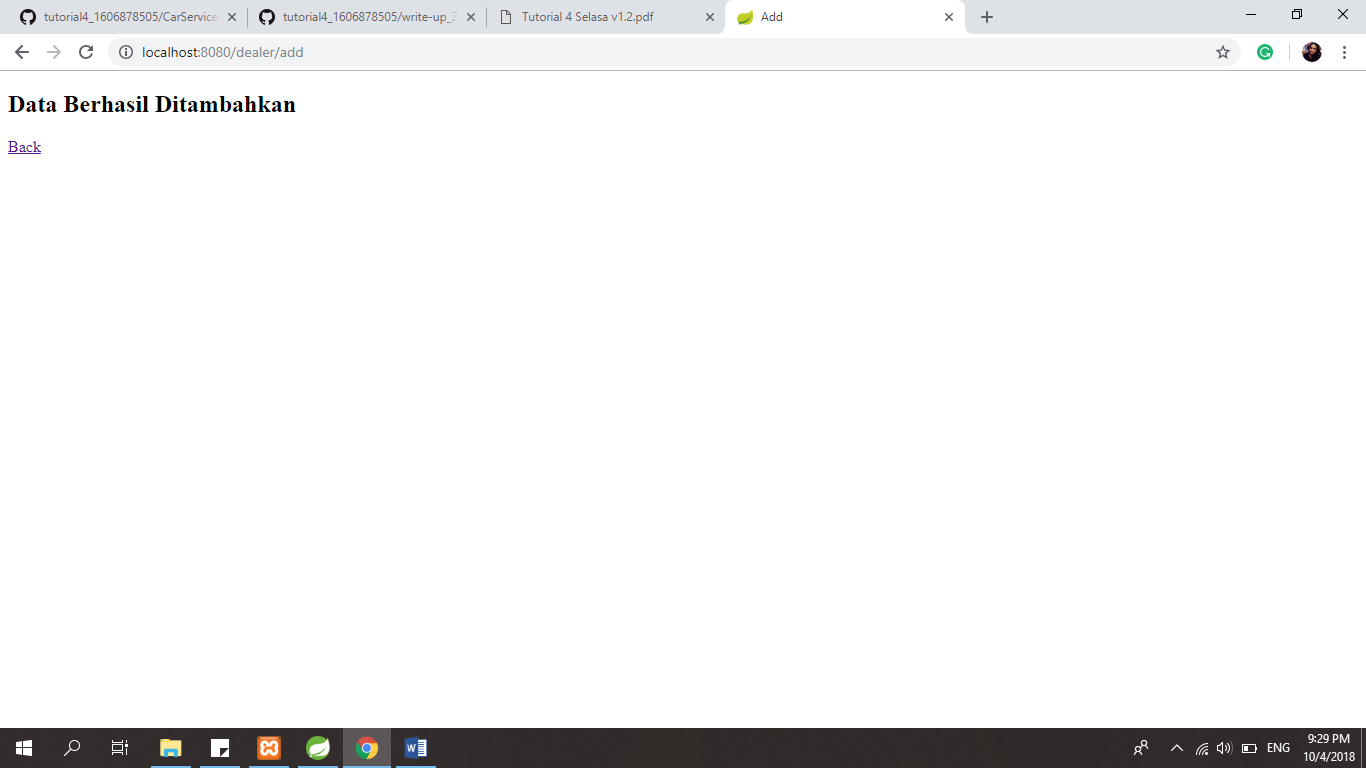 tutorial4_1606878505/CarService
tutorial4_1606878505/write-up_Z
Tutorial 4 Selasa v1.2.pdf
Add
localhost:8080/dealer/add
Data Berhasil Ditambahkan
Back
ENG
9:29 PM
10/4/2018